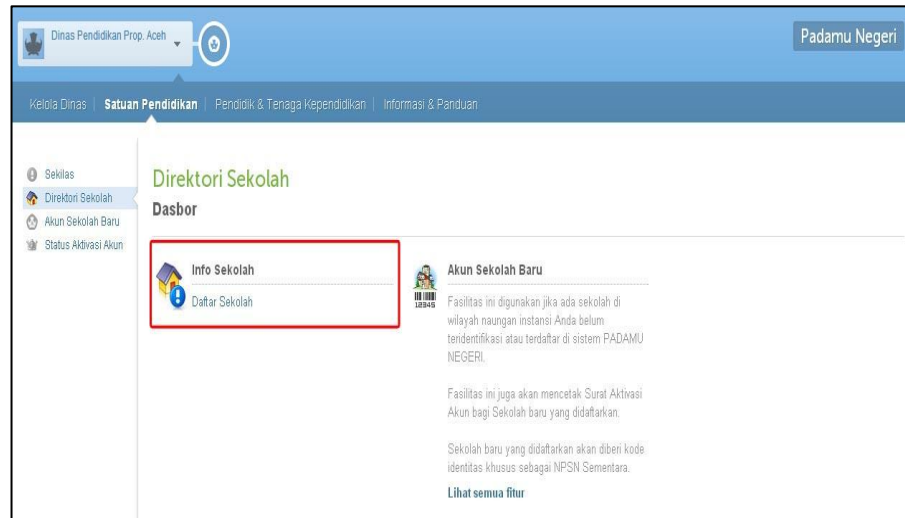 Dinas Pendidikan Prop. Aceh
Padamu Negeri
Kelola Dinas | Satuan Pendidikan | Pendidik & Tenaga Kependidikan | Informasi & Panduan
Sekilas
Direktori Sekolah
Akun Sekolah Baru
Status Aktivasi Akun
Direktori Sekolah
Dasbor
Info Sekolah
Daftar Sekolah
Akun Sekolah Baru
12345
Fasilitas ini digunakan jika ada sekolah di
wilayah naungan instansi Anda belum
teridentifikasi atau terdaftar di sistem PADAMU
NEGERI.
Fasilitas ini juga akan mencetak Surat Aktivasi
Akun bagi Sekolah baru yang didaftarkan.
Sekolah baru yang didaftarkan akan diberi kode
identitas khusus sebagai NPSN Sementara.
Lihat semua fitur